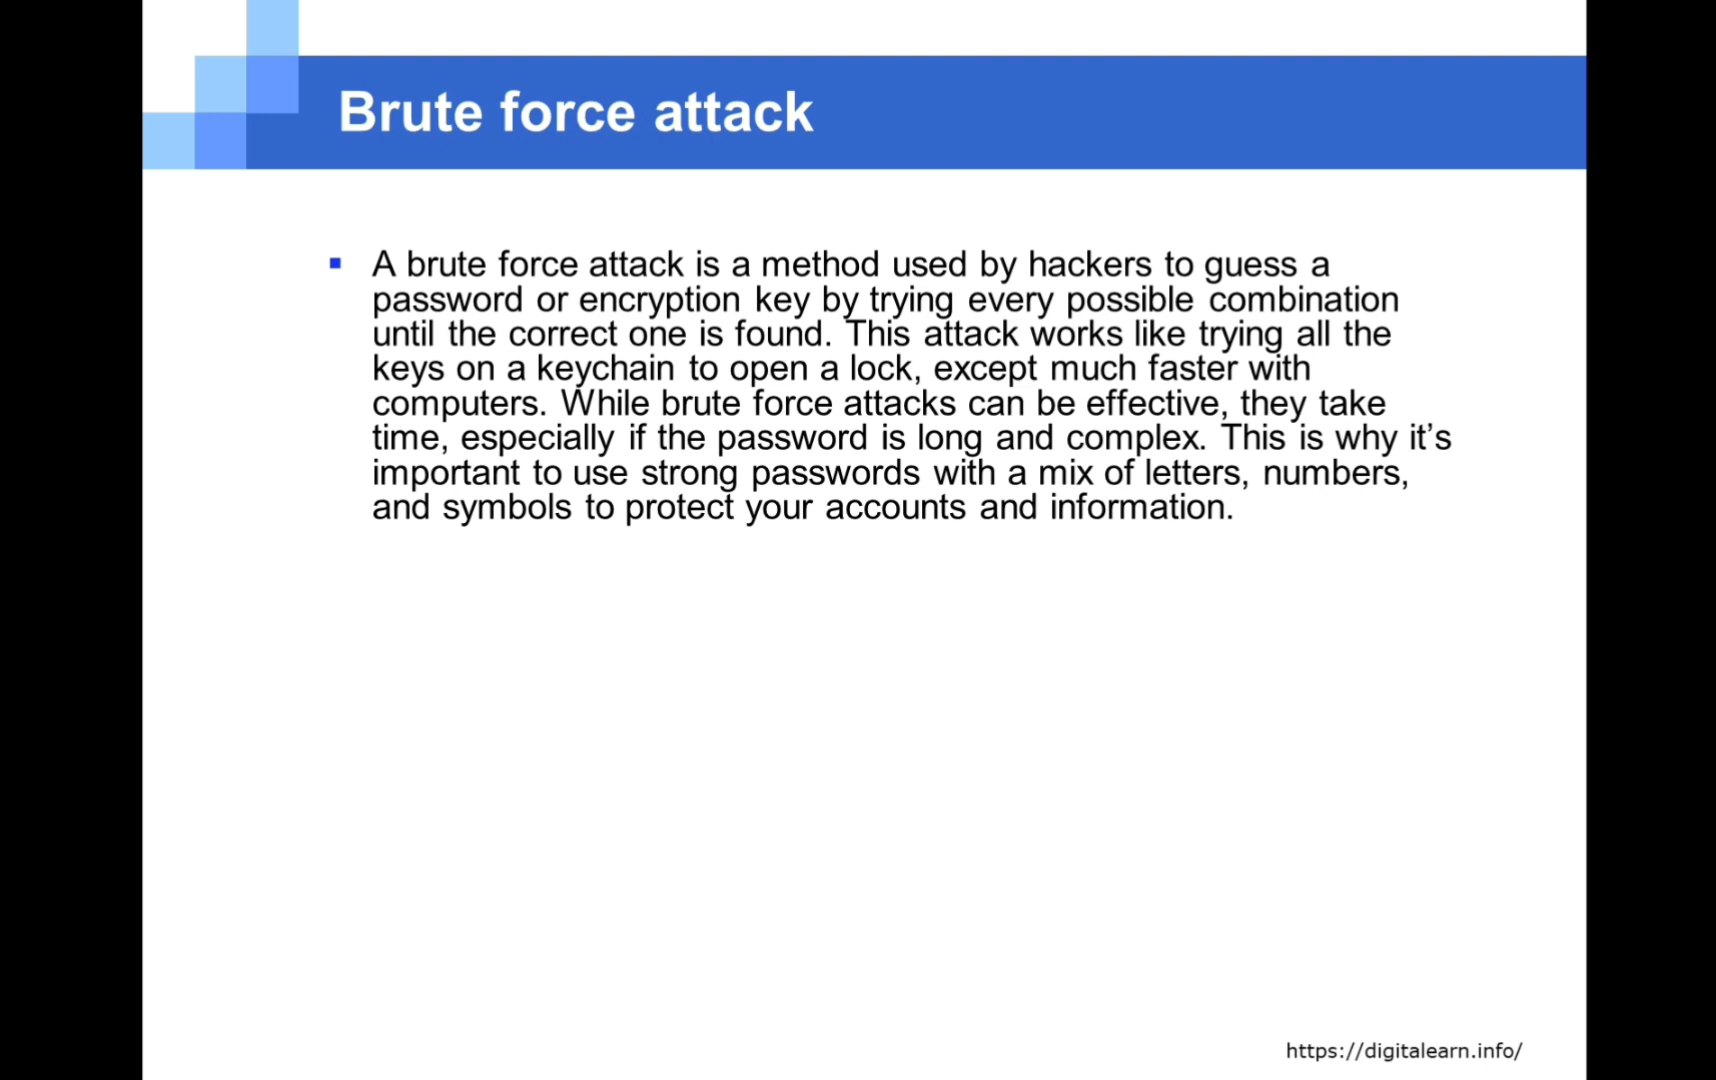 Brute force attack
A brute force attack is a method used by hackers to guess a
password or encryption key by trying every possible combination
until the correct one is found. This attack works like trying all the
keys on a keychain to open a lock, except much faster with
computers. While brute force attacks can be effective, they take
time, especially if the password is long and complex. This is why it’s
important to use strong passwords with a mix of letters, numbers,
and symbols to protect your accounts and information.
https://digitalearn.info/